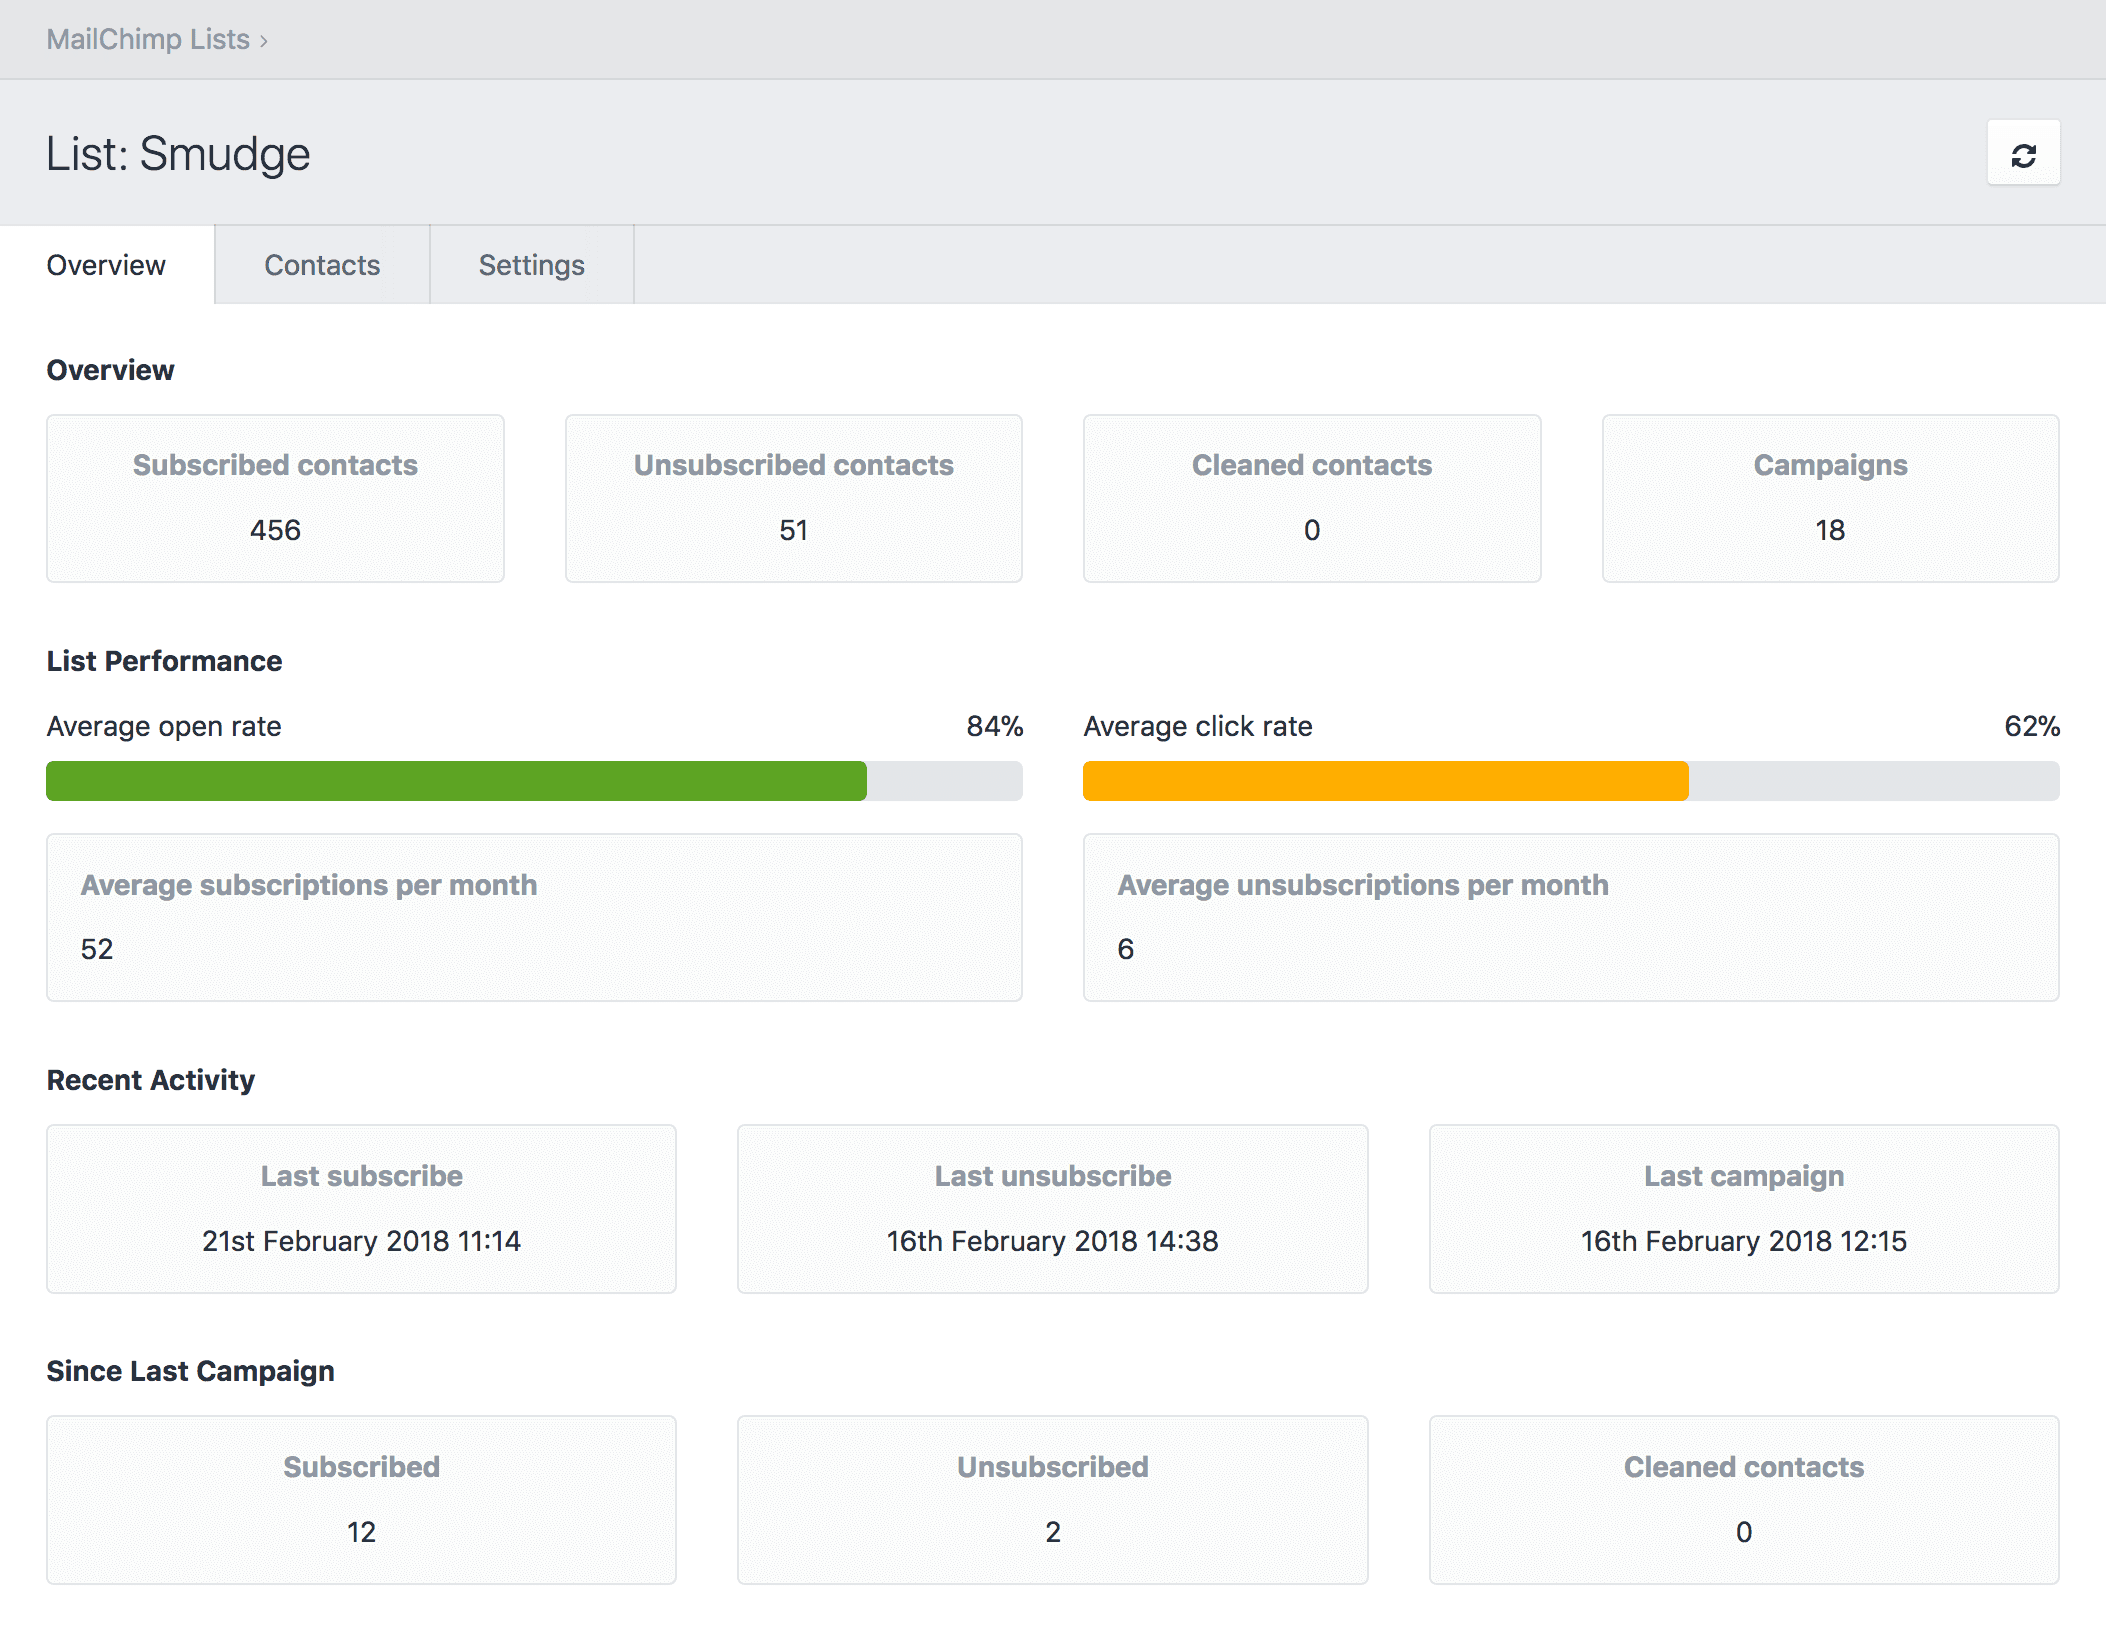 MailChimp Lists ›
List: Smudge
Overview Contacts Settings
Overview
Subscribed contacts Unsubscribed contacts Cleaned contacts Campaigns
456 51 0 18
List Performance
Average open rate 84% Average click rate 62%
Average subscriptions per month Average unsubscriptions per month
52 6
Recent Activity
Last subscribe Last unsubscribe Last campaign
21st February 2018 11:14 16th February 2018 14:38 16th February 2018 12:15
Since Last Campaign
Subscribed Unsubscribed Cleaned contacts
12 2 0